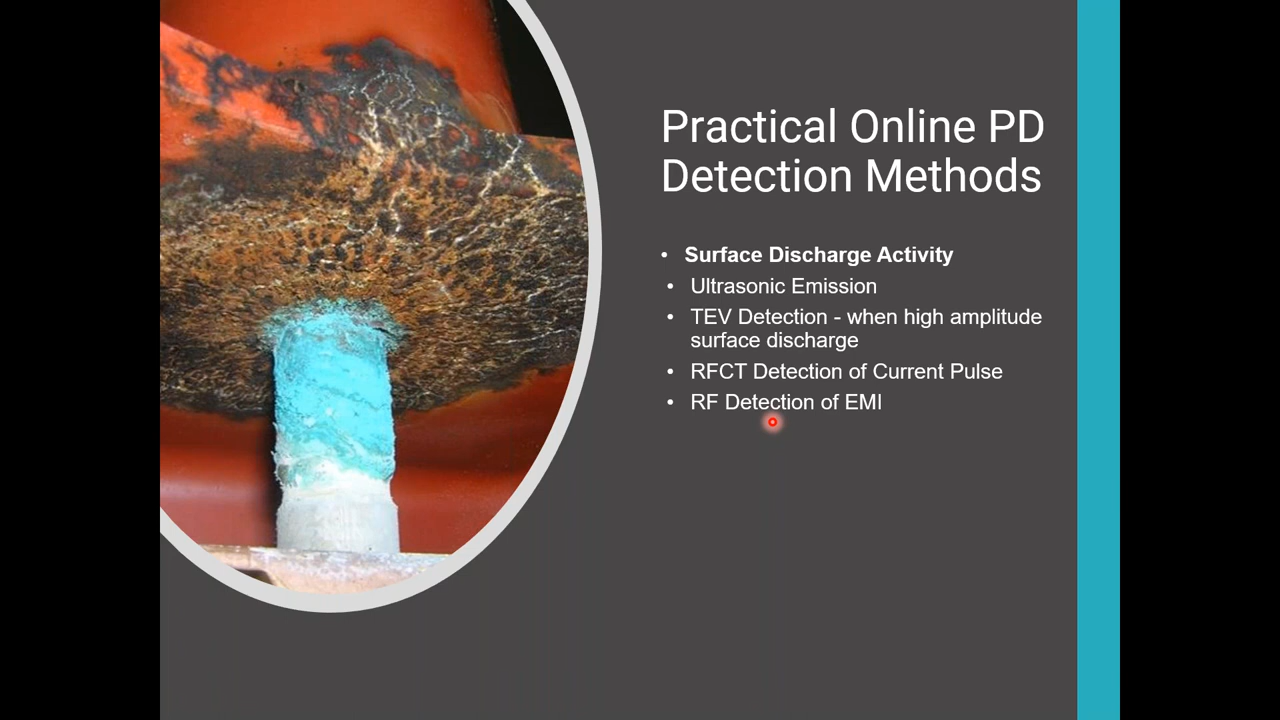 Practical Online PD
Detection Methods
• Surface Discharge Activity
• Ultrasonic Emission
• TEV Detection - when high amplitude
surface discharge
• RFCT Detection of Current Pulse
• RF Detection of EMI